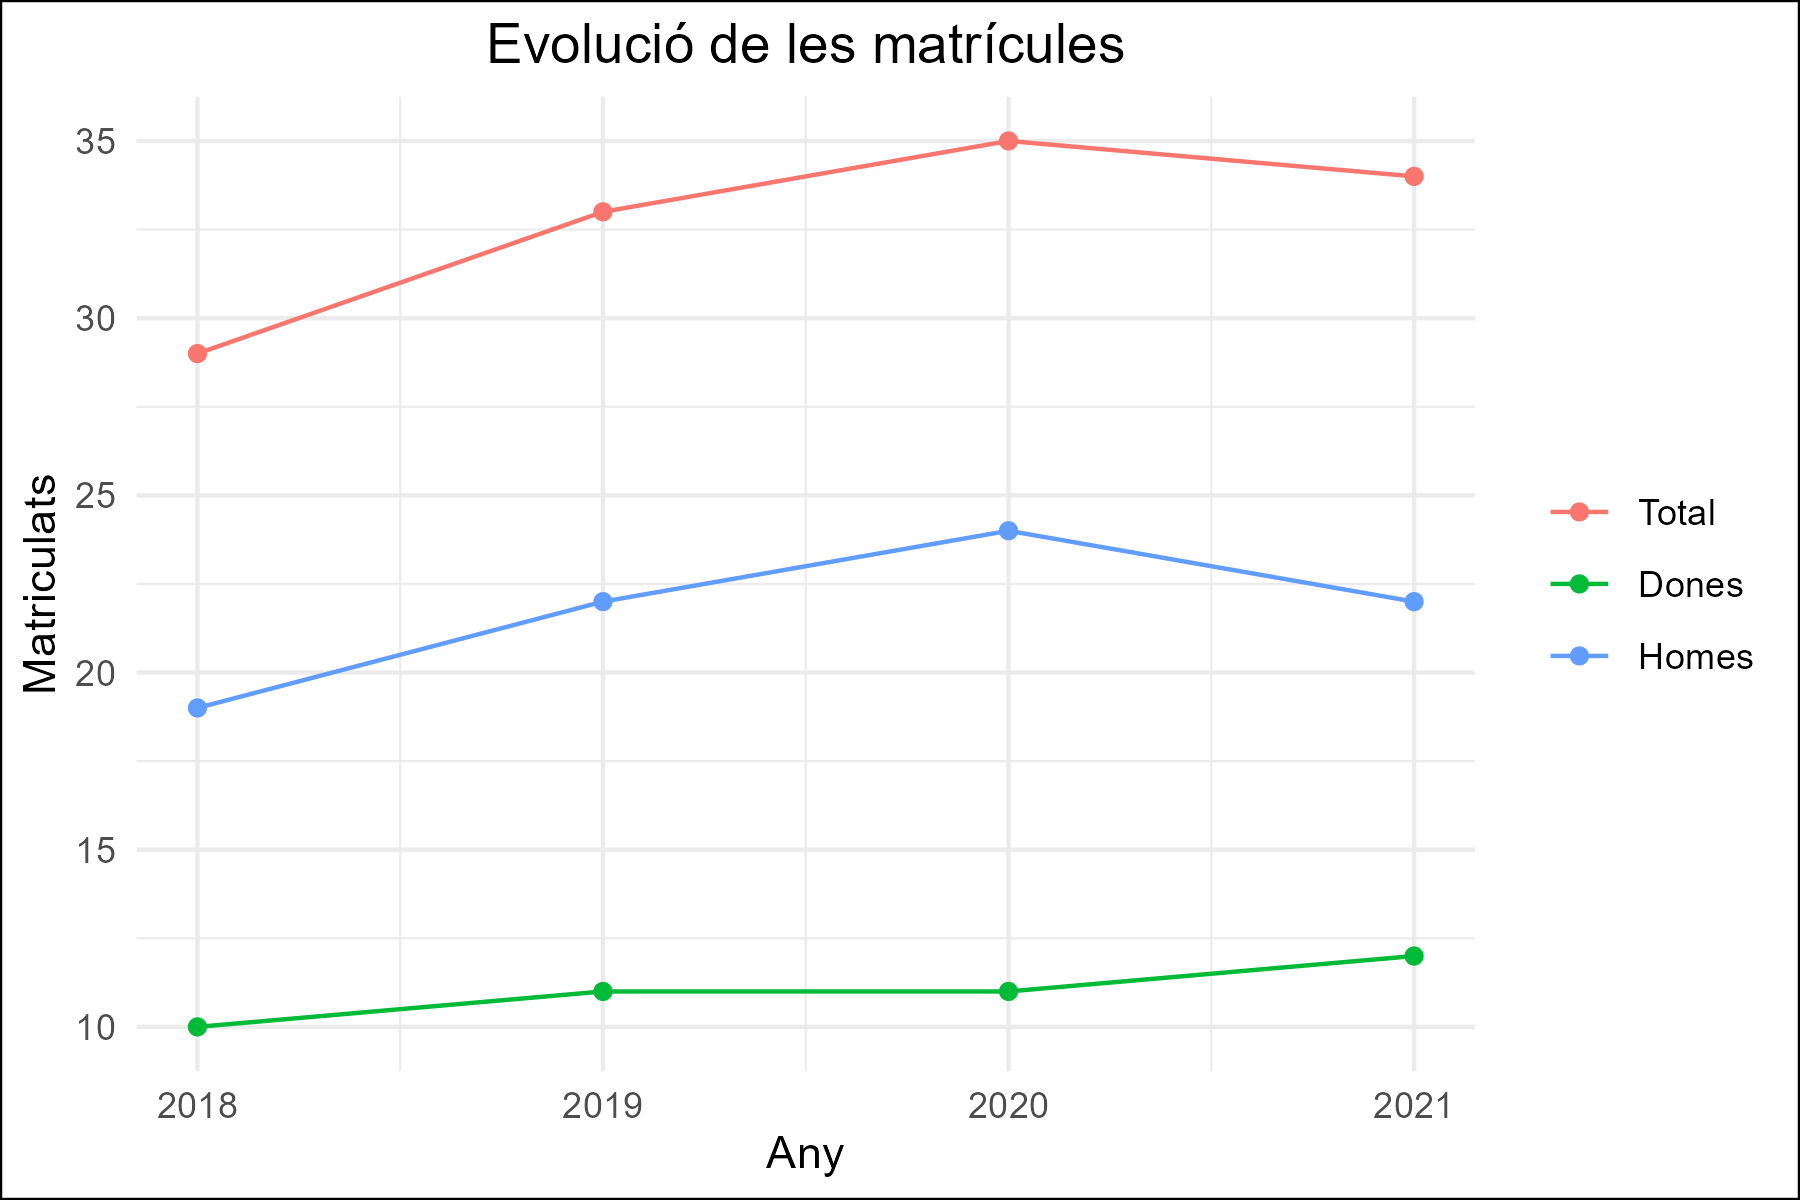 Evolució de les matrícules
Matriculats
35
30
25
20
15
10
2018 2019 2020 2021
Any
Total
Dones
Homes